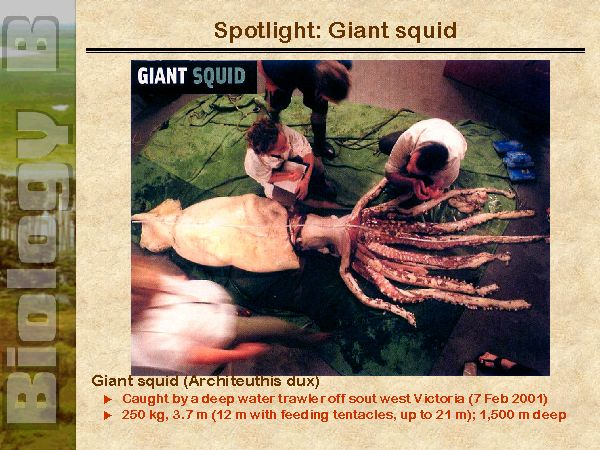 Spotlight: Giant squid
GIANT SQUID
Biology B
Giant squid (Architeuthis dux)
Caught by a deep water trawler off sout west Victoria (7 Feb 2001)
250 kg, 3.7 m (12 m with feeding tentacles, up to 21 m); 1,500 m deep